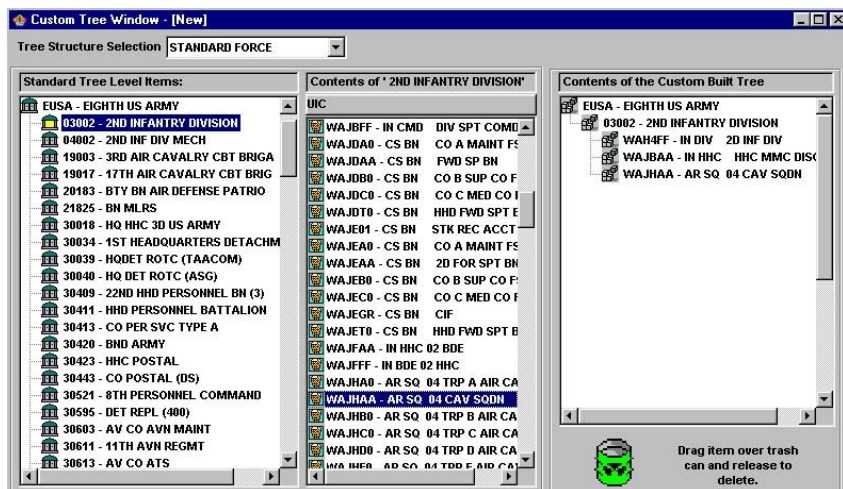 Custom Tree Window - [New]
Tree Structure Selection STANDARD FORCE
Standard Tree Level Items:
EUSA - EIGHTH US ARMY
03002 - 2ND INFANTRY DIVISION
04002 - 2ND INF DIV MECH
19003 - 3RD AIR CAVALRY CBT BRIGA
19017 - 17TH AIR CAVALRY CBT BRIG
20183 - BTY BN AIR DEFENSE PATRIO
21825 - BN MLRS
30018 - HQ HHC 3D US ARMY
30034 - 1ST HEADQUARTERS DETACHM
30039 - HQDET ROTC (TAACOM)
30040 - HQ DET ROTC (ASG)
30409 - 22ND HHD PERSONNEL BN (3)
30411 - HHD PERSONNEL BATTALION
30413 - CO PER SVC TYPE A
30420 - BND ARMY
30423 - HHC POSTAL
30443 - CO POSTAL (DS)
30521 - 8TH PERSONNEL COMMAND
30595 - DET REPL (400)
30603 - AV CO AVN MAINT
30611 - 11TH AVN REGMT
30613 - AV CO ATS
Contents of ' 2ND INFANTRY DIVISION'
UIC
WAJBFF - IN CMD DIV SPT COMD
WAJDA0 - CS BN CO A MAINT FS
WAJDAA - CS BN FWD SP BN
WAJDB0 - CS BN CO B SUP CO F
WAJDC0 - CS BN CO C MED CO
WAJDT0 - CS BN HHD FWD SPT
WAJE01 - CS BN STK REC ACCT
WAJEA0 - CS BN CO A MAINT FS
WAJEAA - CS BN 2D FOR SPT BN
WAJEB0 - CS BN CO B SUP CO F
WAJEC0 - CS BN CO C MED CO F
WAJEGR - CS BN CIF
WAJET0 - CS BN HHD FWD SPT B
WAJFAA - IN HHC 02 BDE
WAJFFF - IN BDE 02 HHC
WAJHA0 - AR SQ 04 TRP A AIR CA
WAJHAA - AR SQ 04 CAV SQDN
WAJHB0 - AR SQ 04 TRP B AIR CA
WAJHC0 - AR SQ 04 TRP C AIR CA
WAJHD0 - AR SQ 04 TRP D AIR CA
WAJHE0 - AR SQ 04 TRP E AIR CA
Contents of the Custom Built Tree
EUSA - EIGHTH US ARMY
03002 - 2ND INFANTRY DIVISION
WAH4FF - IN DIV 2D INF DIV
WAJBAA - IN HHC HHC MMC DISC
WAJHAA - AR SQ 04 CAV SQDN
Drag item over trash
can and release to
delete.